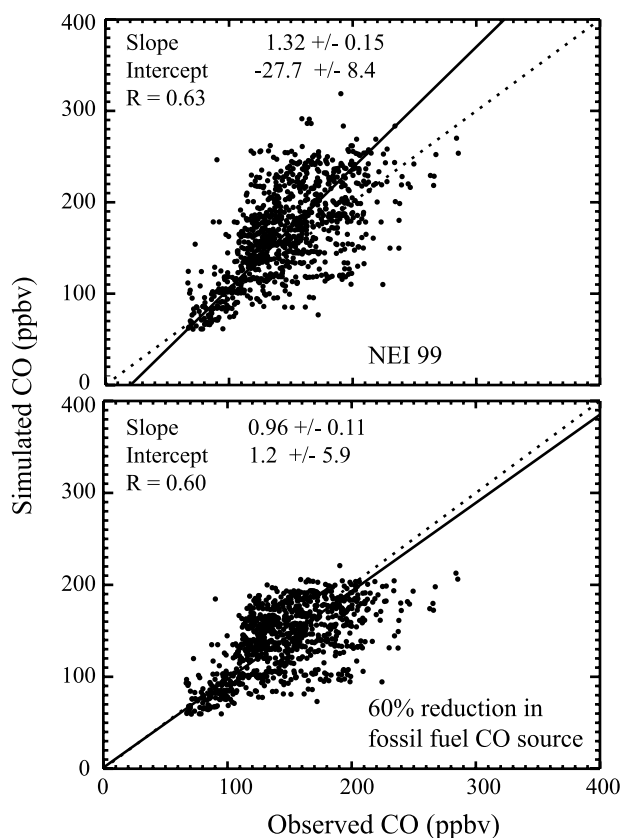 400
300
200
100
0
Slope 1.32 +/- 0.15
Intercept -27.7 +/- 8.4
R = 0.63
NEI 99
Simulated CO (ppbv)
400
300
200
100
0
Slope 0.96 +/- 0.11
Intercept 1.2 +/- 5.9
R = 0.60
60% reduction in
fossil fuel CO source
0 100 200 300 400
Observed CO (ppbv)